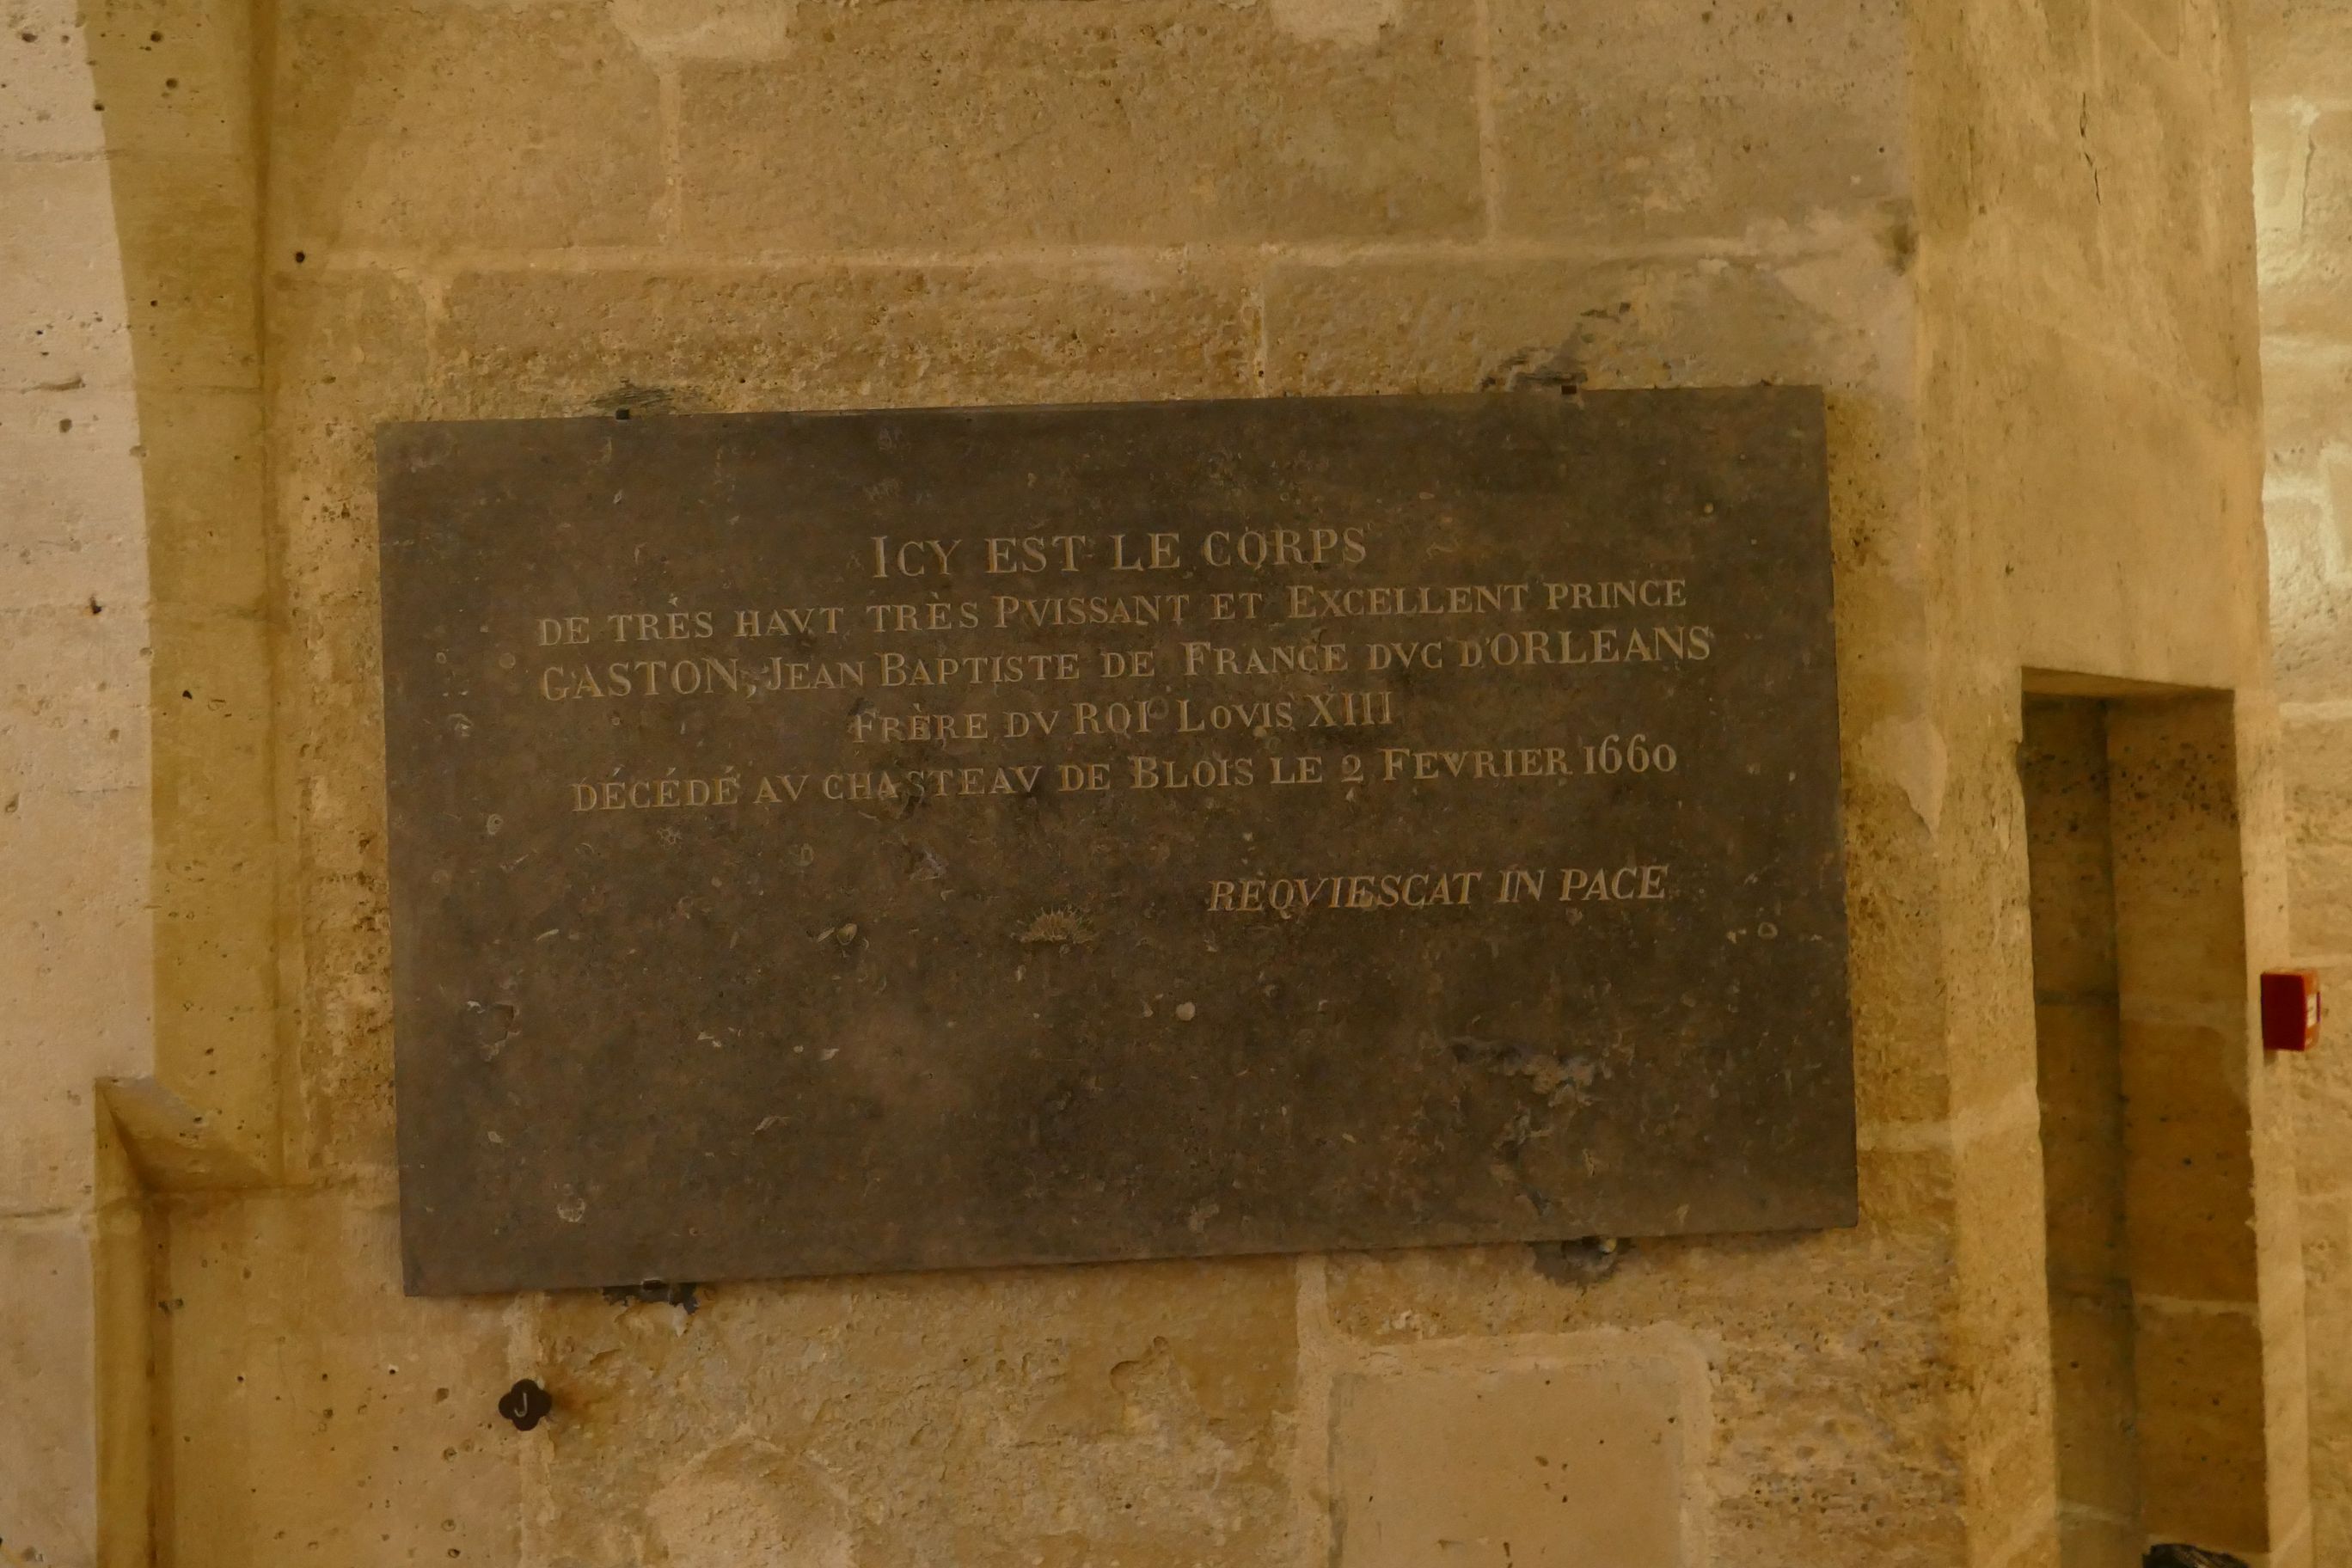 ICY EST LE CORPS
DE TRÈS HAVT TRÈS PVISSANT ET EXCELLENT PRINCE
GASTON, JEAN BAPTISTE DE FRANCE DVC D'ORLEANS
FRÈRE DV ROI LOVIS XIII
DÉCÉDÉ AV CHASTEAV DE BLOIS LE 2 FEVRIER 1660
REQVIESCAT IN PACE
J